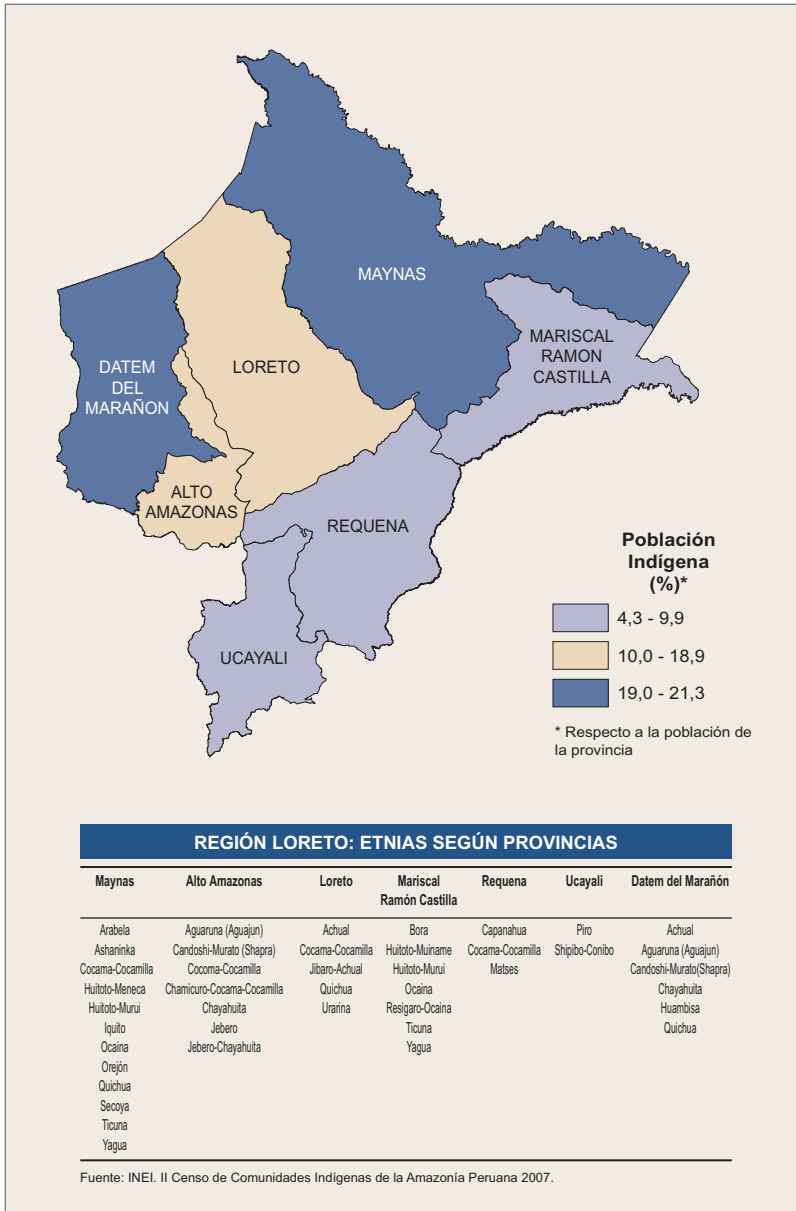 MAYNAS
MARISCAL
RAMON
CASTILLA
DATEM
DEL
MARAÑON
LORETO
ALTO
AMAZONAS
REQUENA
UCAYALI
Población
Indígena
(%)*
4,3 - 9,9
10,0 - 18,9
19,0 - 21,3
* Respecto a la población de
la provincia
REGIÓN LORETO: ETNIAS SEGÚN PROVINCIAS
Maynas Alto Amazonas Loreto Mariscal Requena Ucayali Datem del Marañón
Ramón Castilla
Arabela Aguaruna (Aguajun) Achual Bora Capanahua Piro Achual
Ashaninka Candoshi-Murato (Shapra) Cocama-Cocamilla Huitoto-Muiname Cocama-Cocamilla Shipibo-Conibo Aguaruna (Aguajun)
Cocama-Cocamilla Cocoma-Cocamilla Jibaro-Achual Huitoto-Murui Matses Candoshi-Murato(Shapra)
Huitoto-Meneca Chamicuro-Cocama-Cocamilla Quichua Ocaina Chayahuita
Huitoto-Murui Chayahuita Urarina Resigaro-Ocaina Huambisa
Iquito Jebero Ticuna Quichua
Ocaina Jebero-Chayahuita Yagua
Orejón
Quichua
Secoya
Ticuna
Yagua
Fuente: INEI. II Censo de Comunidades Indígenas de la Amazonía Peruana 2007.